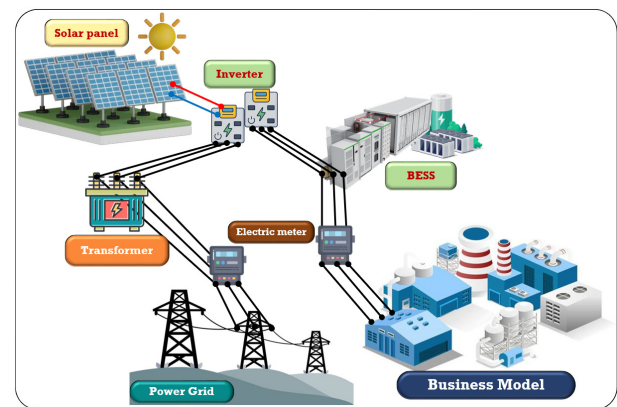 Solar panel
Inverter
BESS
Electric meter
Transformer
Power Grid
Business Model